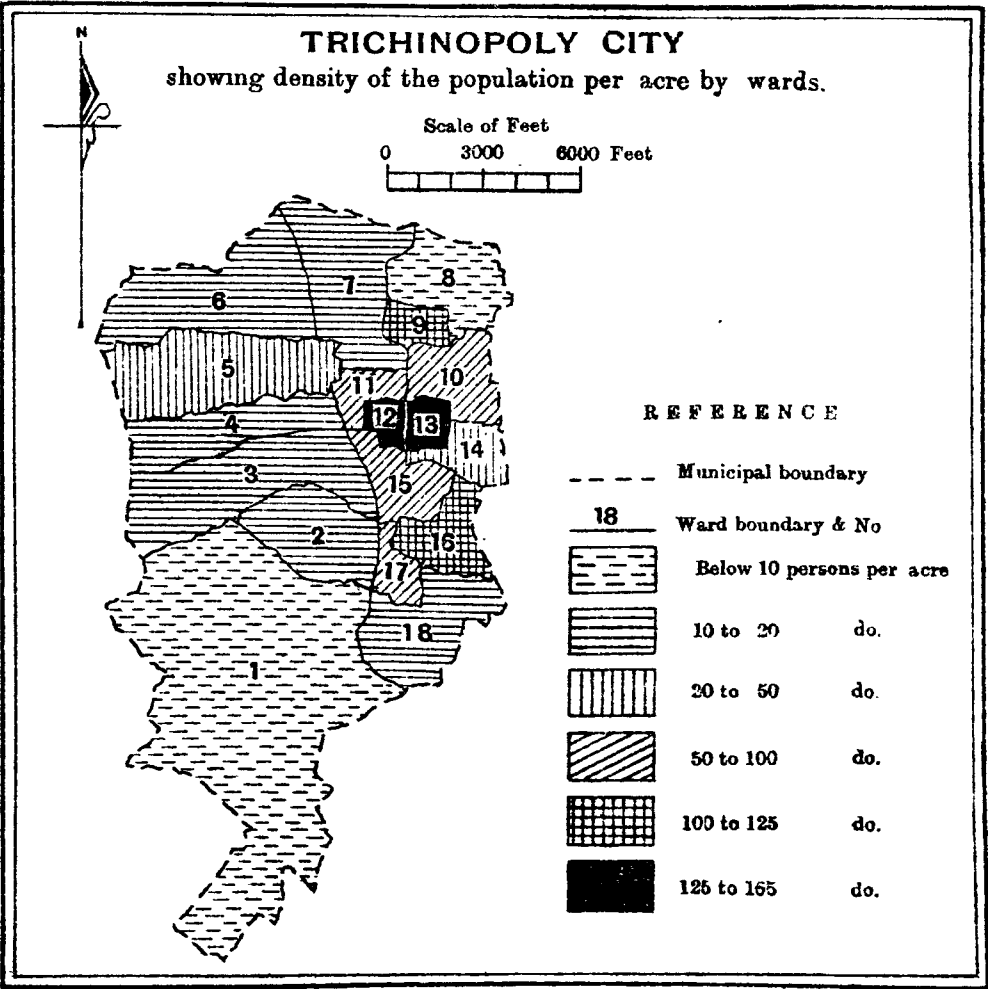 N
TRICHINOPOLY CITY
showing density of the population per acre by wards.
Scale of Feet
0 3000 6000 Feet
8
7
6
9
5
10
11
12
13
4
14
3
15
2
16
17
18
1
REFERENCE
Municipal boundary
18
Ward boundary & No
Below 10 persons per acre
10 to 20 do.
20 to 50 do.
50 to 100 do.
100 to 125 do.
125 to 165 do.